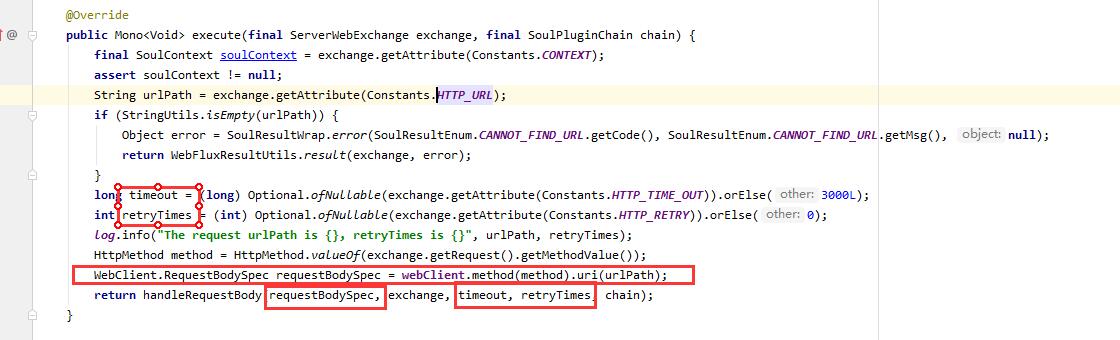 @Override
public Mono<Void> execute(final ServerWebExchange exchange, final SoulPluginChain chain) {
final SoulContext soulContext = exchange.getAttribute(Constants.CONTEXT);
assert soulContext != null;
String urlPath = exchange.getAttribute(Constants.HTTP_URL);
if (StringUtils.isEmpty(urlPath)) {
Object error = SoulResultWrap.error(SoulResultEnum.CANNOT_FIND_URL.getCode(), SoulResultEnum.CANNOT_FIND_URL.getMsg(), object: null);
return WebFluxResultUtils.result(exchange, error);
}
long timeout = (long) Optional.ofNullable(exchange.getAttribute(Constants.HTTP_TIME_OUT)).orElse( other: 3000L);
int retryTimes = (int) Optional.ofNullable(exchange.getAttribute(Constants.HTTP_RETRY)).orElse( other: 0);
log.info("The request urlPath is {}, retryTimes is {}", urlPath, retryTimes);
HttpMethod method = HttpMethod.valueOf(exchange.getRequest().getMethodValue());
WebClient.RequestBodySpec requestBodySpec = webClient.method(method).uri(urlPath);
return handleRequestBody(requestBodySpec, exchange, timeout, retryTimes, chain);
}